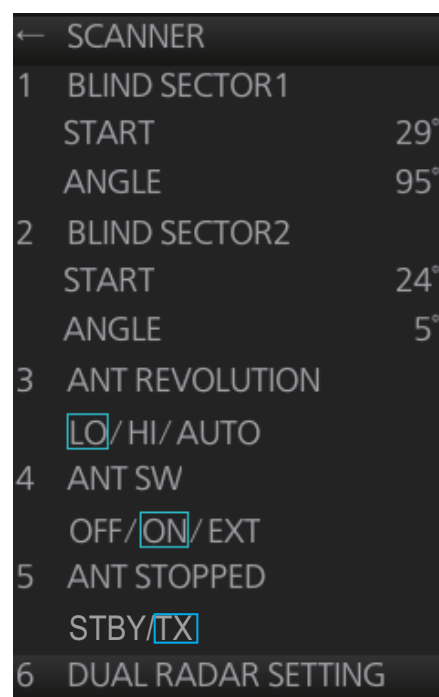 ← SCANNER
1 BLIND SECTOR1
START 29°
ANGLE 95°
2 BLIND SECTOR2
START 24°
ANGLE 5°
3 ANT REVOLUTION
LO/HI/AUTO
4 ANT SW
OFF/ON/EXT
5 ANT STOPPED
STBY/TX
6 DUAL RADAR SETTING